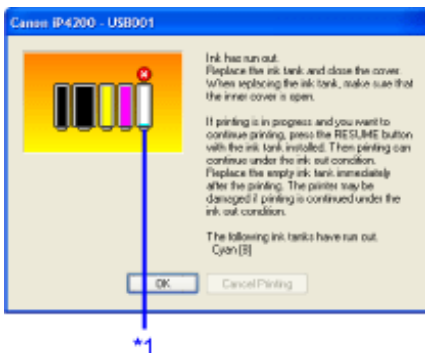 Canon iP4200 - USB001
Ink has run out.
Replace the ink tank and close the cover.
When replacing the ink tank, make sure that
the inner cover is open.
If printing is in progress and you want to
continue printing, press the RESUME button
with the ink tank installed. Then printing can
continue under the ink out condition.
Replace the empty ink tank immediately
after the printing. The printer may be
damaged if printing is continued under the
ink out condition.
The following ink tanks have run out.
Cyan [8]
OK
Cancel Printing
*1